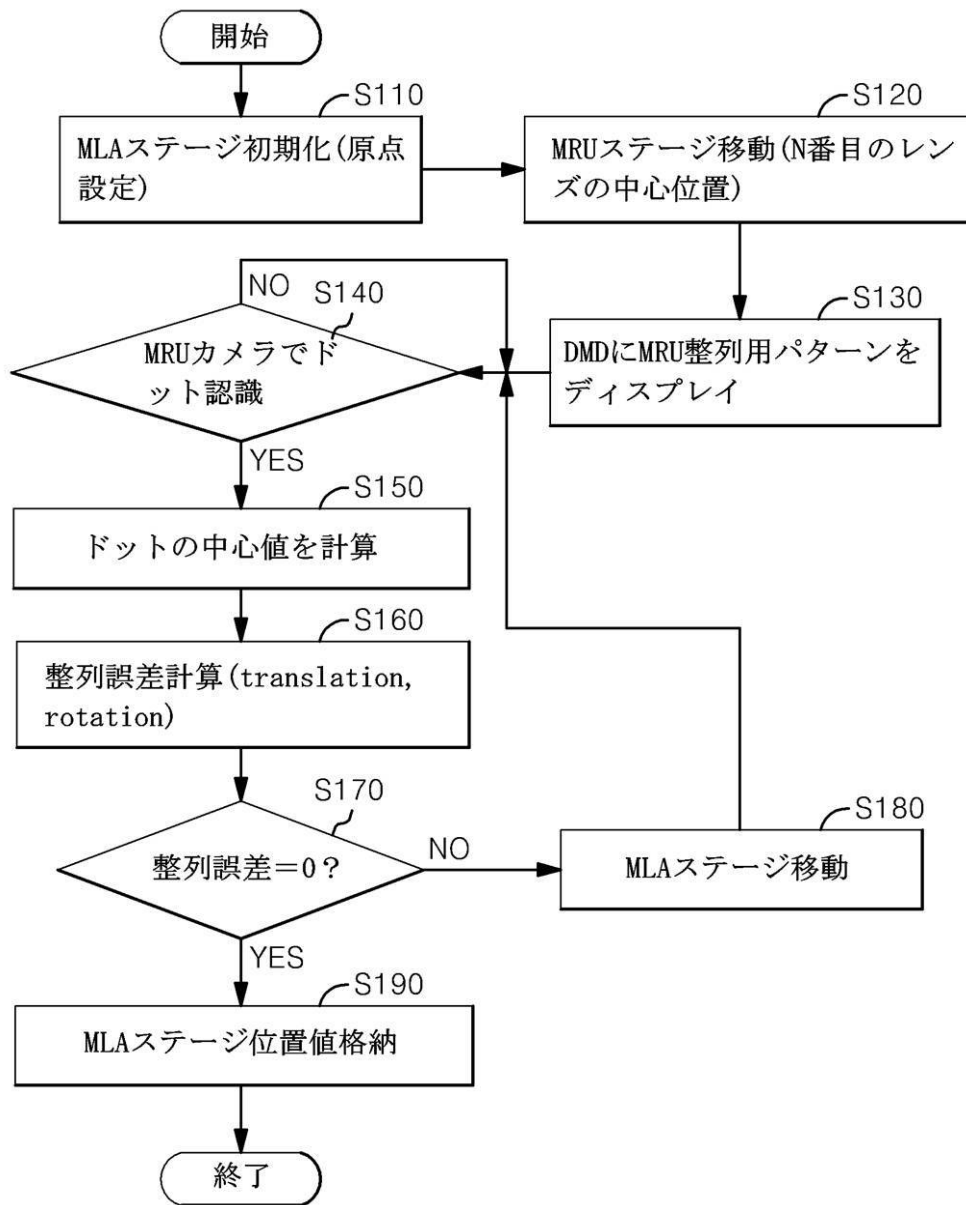 開始
S110
MLAステージ初期化(原点
設定)
S120
MRUステージ移動(N番目のレン
ズの中心位置)
S130
DMDにMRU整列用パターンを
ディスプレイ
NO
S140
MRUカメラでド
ット認識
YES
S150
ドットの中心値を計算
S160
整列誤差計算(translation,
rotation)
S170
整列誤差=0?
NO
S180
MLAステージ移動
YES
S190
MLAステージ位置値格納
終了